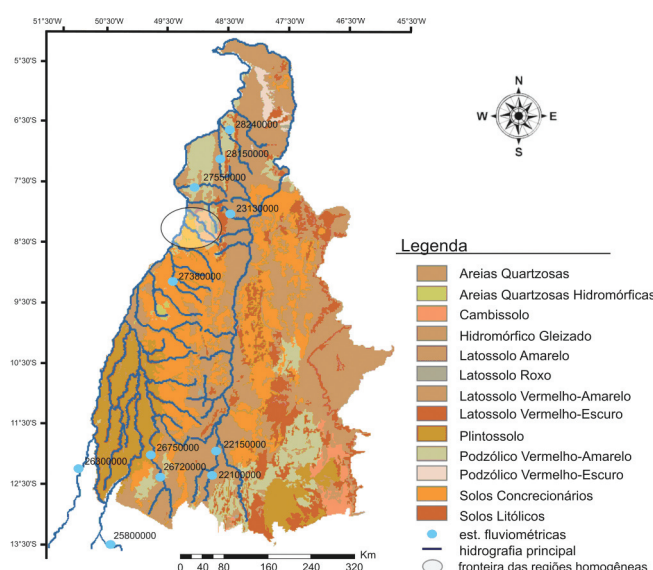 51°30'W 50°30'W 49°30'W 48°30'W 47°30'W 46°30'W 45°30'W
5°30'S
6°30'S
7°30'S
8°30'S
9°30'S
10°30'S
11°30'S
12°30'S
13°30'S
28240000
28150000
27550000
23130000
27380000
26750000
22150000
26300000
26720000
22100000
25800000
N
W E
S
Legenda
Areias Quartzosas
Areias Quartzosas Hidromórficas
Cambissolo
Hidromórfico Gleizado
Latossolo Amarelo
Latossolo Roxo
Latossolo Vermelho-Amarelo
Latossolo Vermelho-Escuro
Plintossolo
Podzólico Vermelho-Amarelo
Podzólico Vermelho-Escuro
Solos Concrecionários
Solos Litólicos
est. fluviométricas
hidrografia principal
fronteira das regiões homogêneas
Km
0 40 80 160 240 320